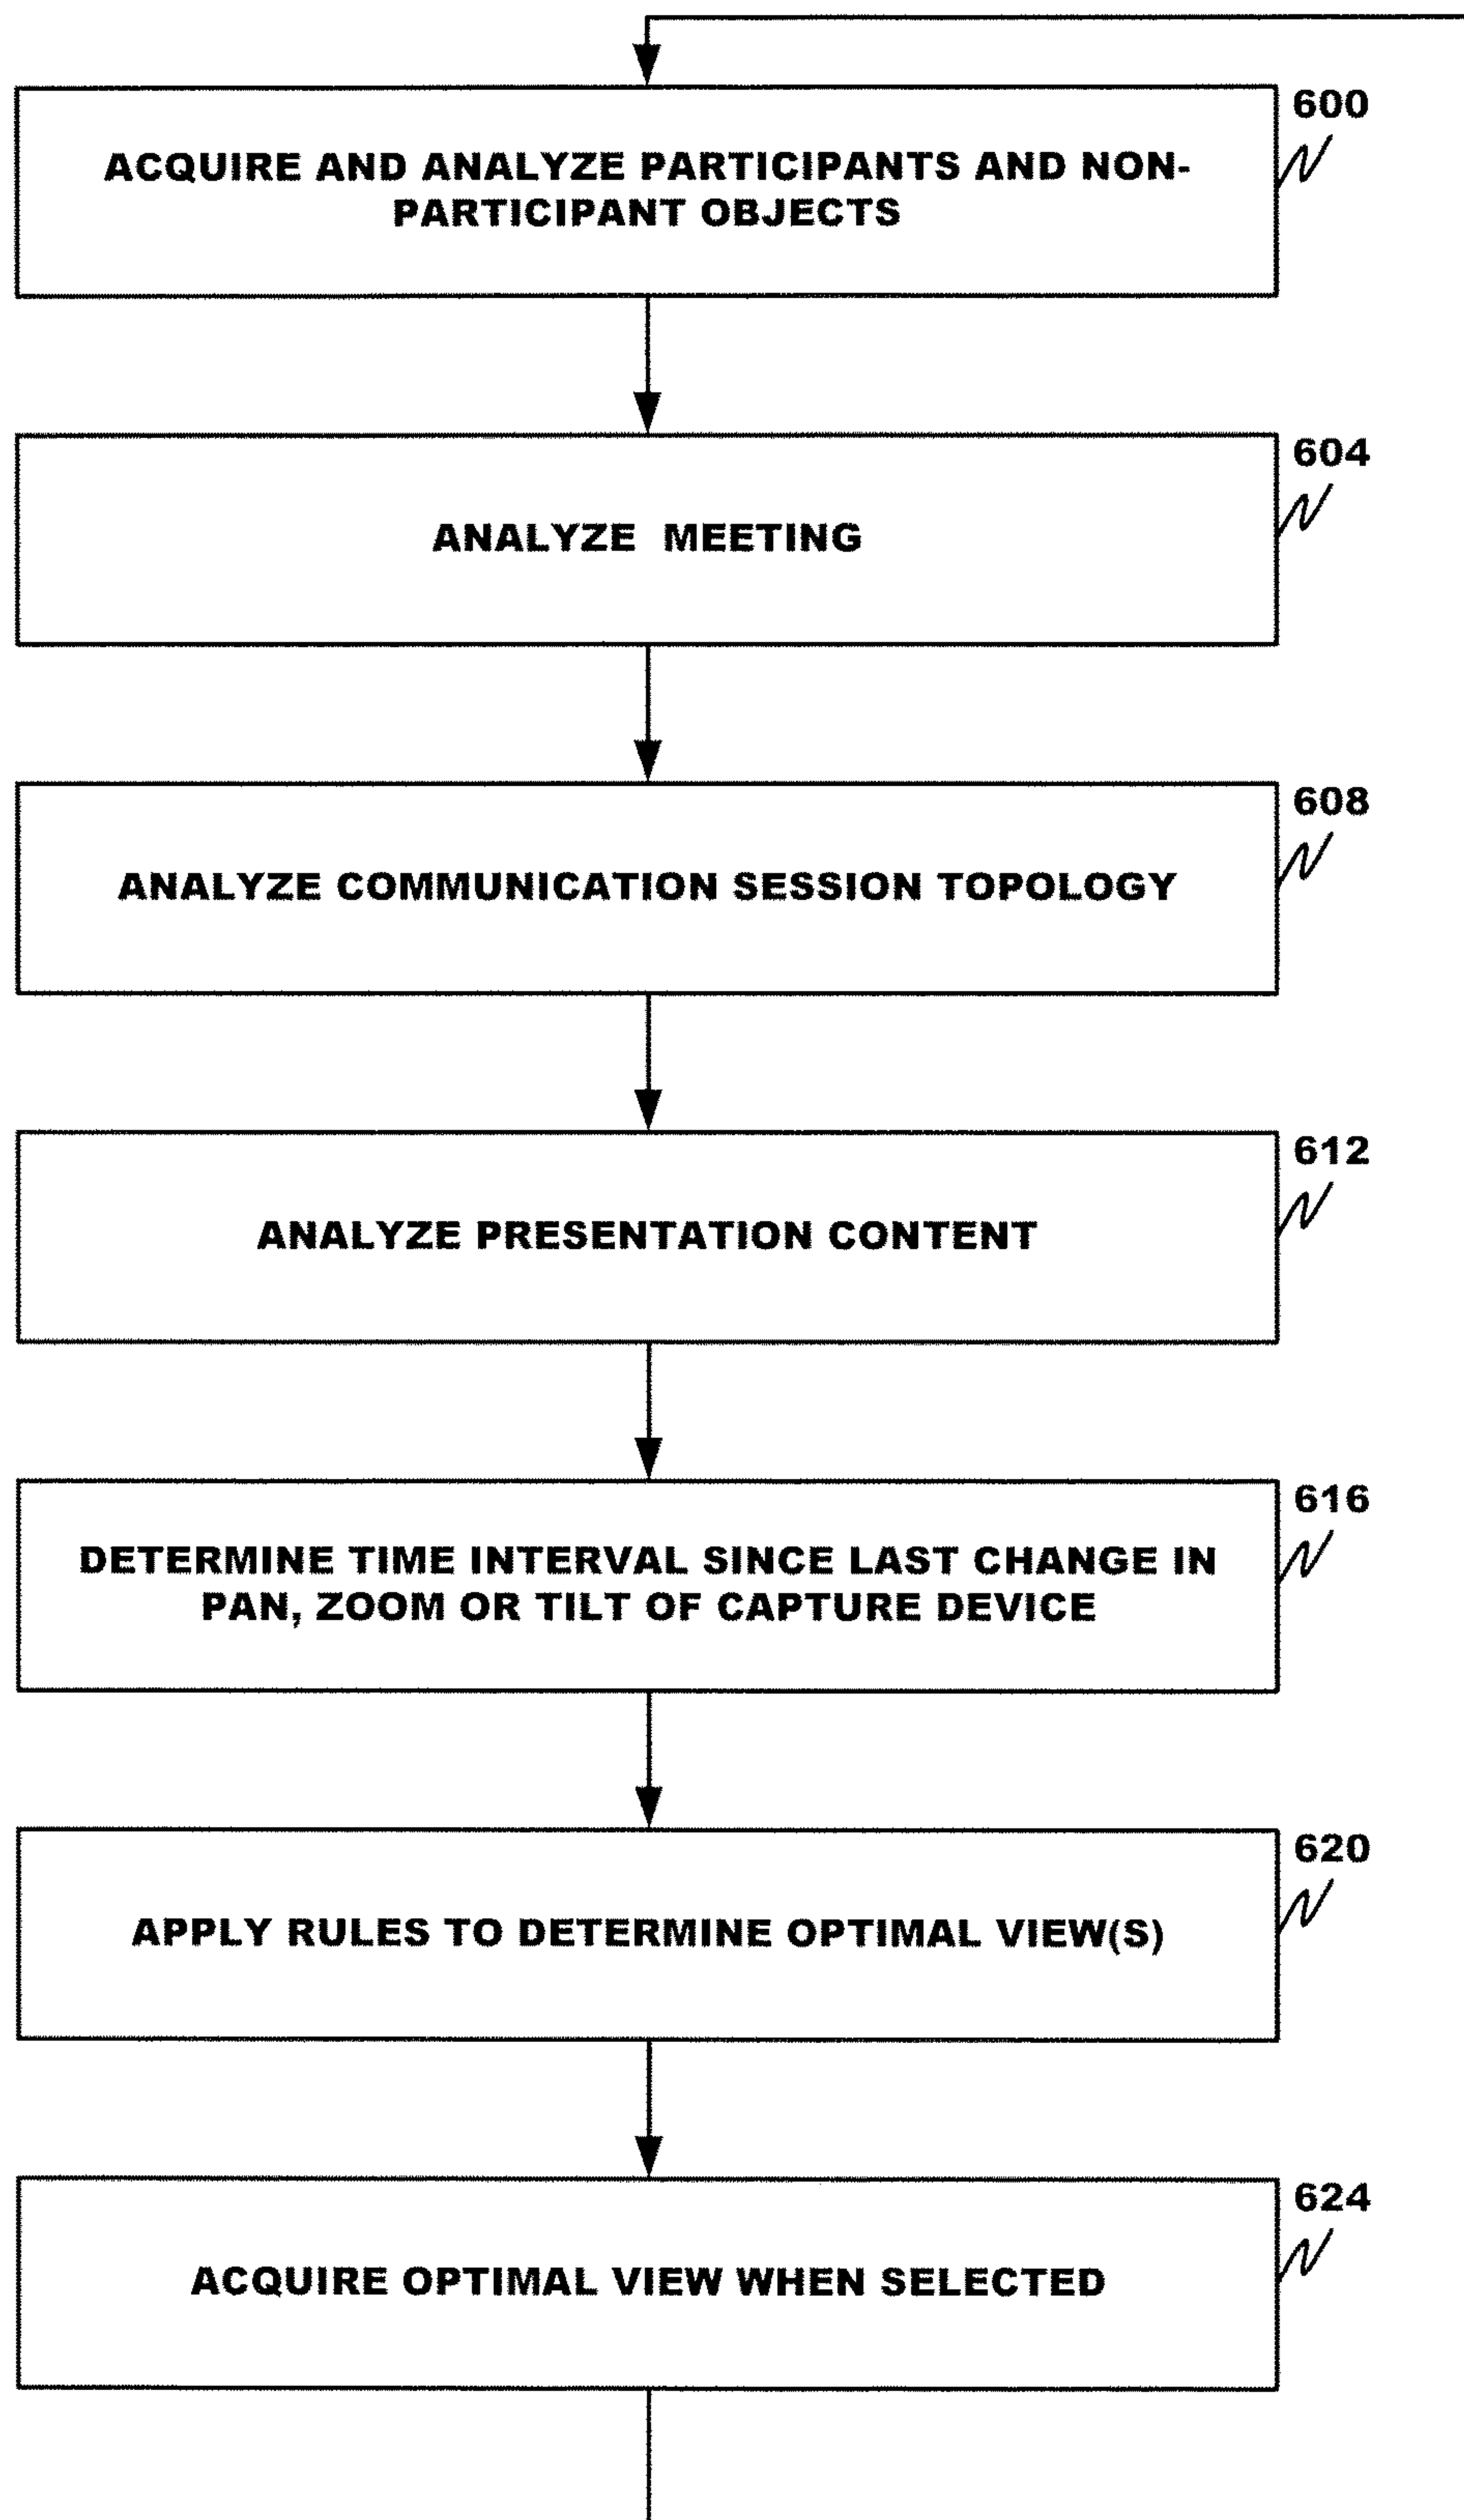 600
ACQUIRE AND ANALYZE PARTICIPANTS AND NON-
PARTICIPANT OBJECTS
604
ANALYZE MEETING
608
ANALYZE COMMUNICATION SESSION TOPOLOGY
612
ANALYZE PRESENTATION CONTENT
616
DETERMINE TIME INTERVAL SINCE LAST CHANGE IN
PAN, ZOOM OR TILT OF CAPTURE DEVICE
620
APPLY RULES TO DETERMINE OPTIMAL VIEW(S)
624
ACQUIRE OPTIMAL VIEW WHEN SELECTED